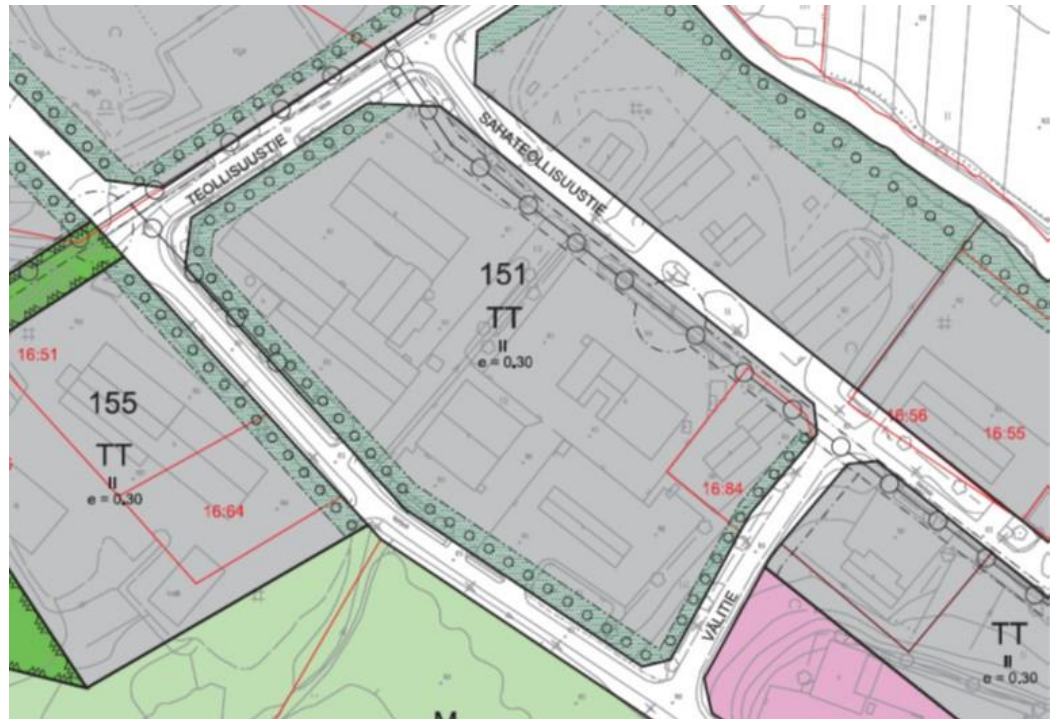 TEOLLISUUSTIE
SAHATEOLLISUUSTIE
151
TT
II
e = 0.30
16:51
155
TT
II
e = 0.30
16:64
16:84
16:56
16:55
VÄLITIE
TT
II
e = 0.30
M